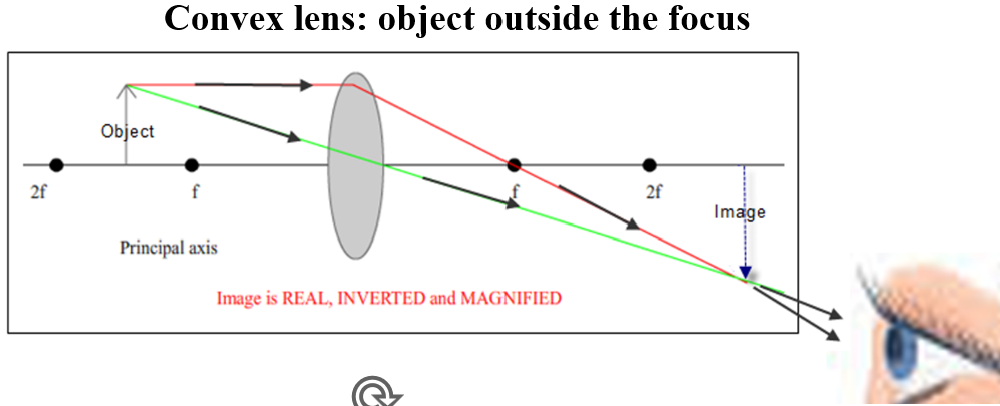 Convex lens: object outside the focus
Object
2f
f
f
2f
Image
Principal axis
Image is REAL, INVERTED and MAGNIFIED